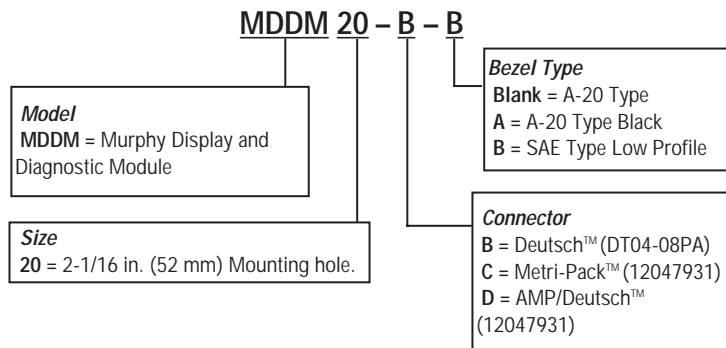 MDDM 20 – B – B
Bezel Type
Blank = A-20 Type
A = A-20 Type Black
B = SAE Type Low Profile
Model
MDDM = Murphy Display and
Diagnostic Module
Connector
B = Deutsch™ (DT04-08PA)
C = Metri-Pack™ (12047931)
D = AMP/Deutsch™
(12047931)
Size
20 = 2-1/16 in. (52 mm) Mounting hole.